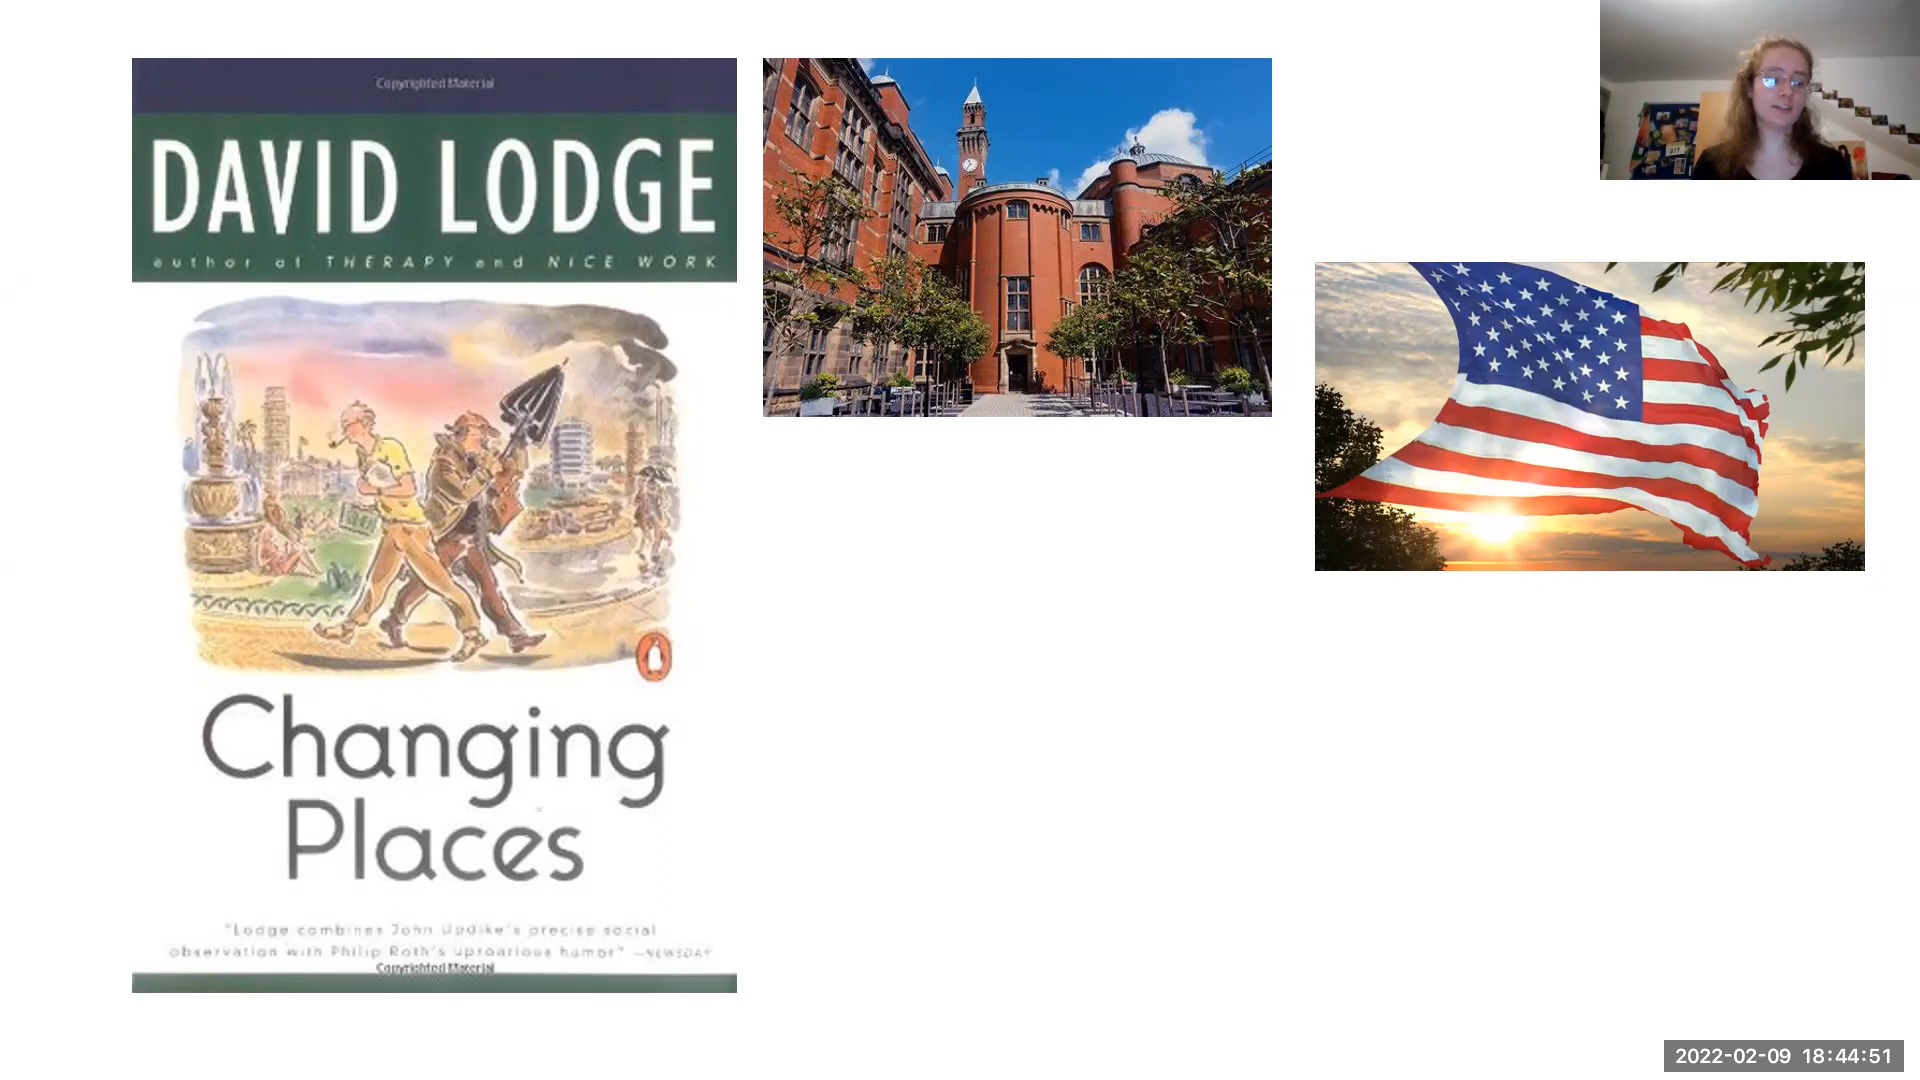 Copyrighted Material
DAVID LODGE
author of THERAPY and NICE WORK
Changing
Places
"Lodge combines John Updike's precise social
observation with Philip Roth's uproarious humor" —NEWSDAY
Copyrighted Material
2022-02-09 18:44:51